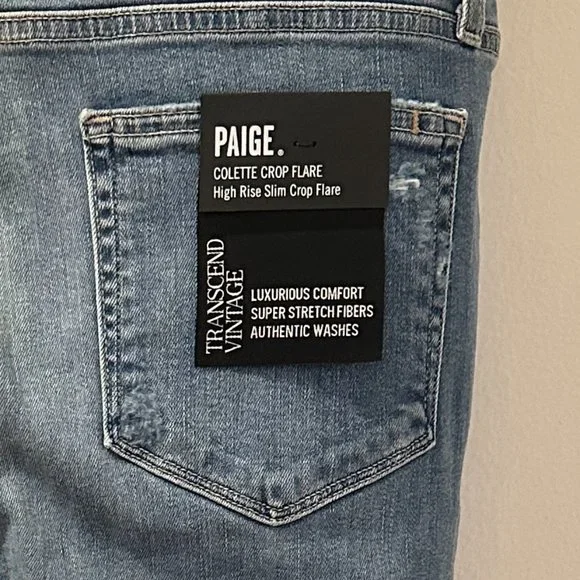 PAIGE.
COLETTE CROP FLARE
High Rise Slim Crop Flare
TRANSCEND
VINTAGE
LUXURIOUS COMFORT
SUPER STRETCH FIBERS
AUTHENTIC WASHES